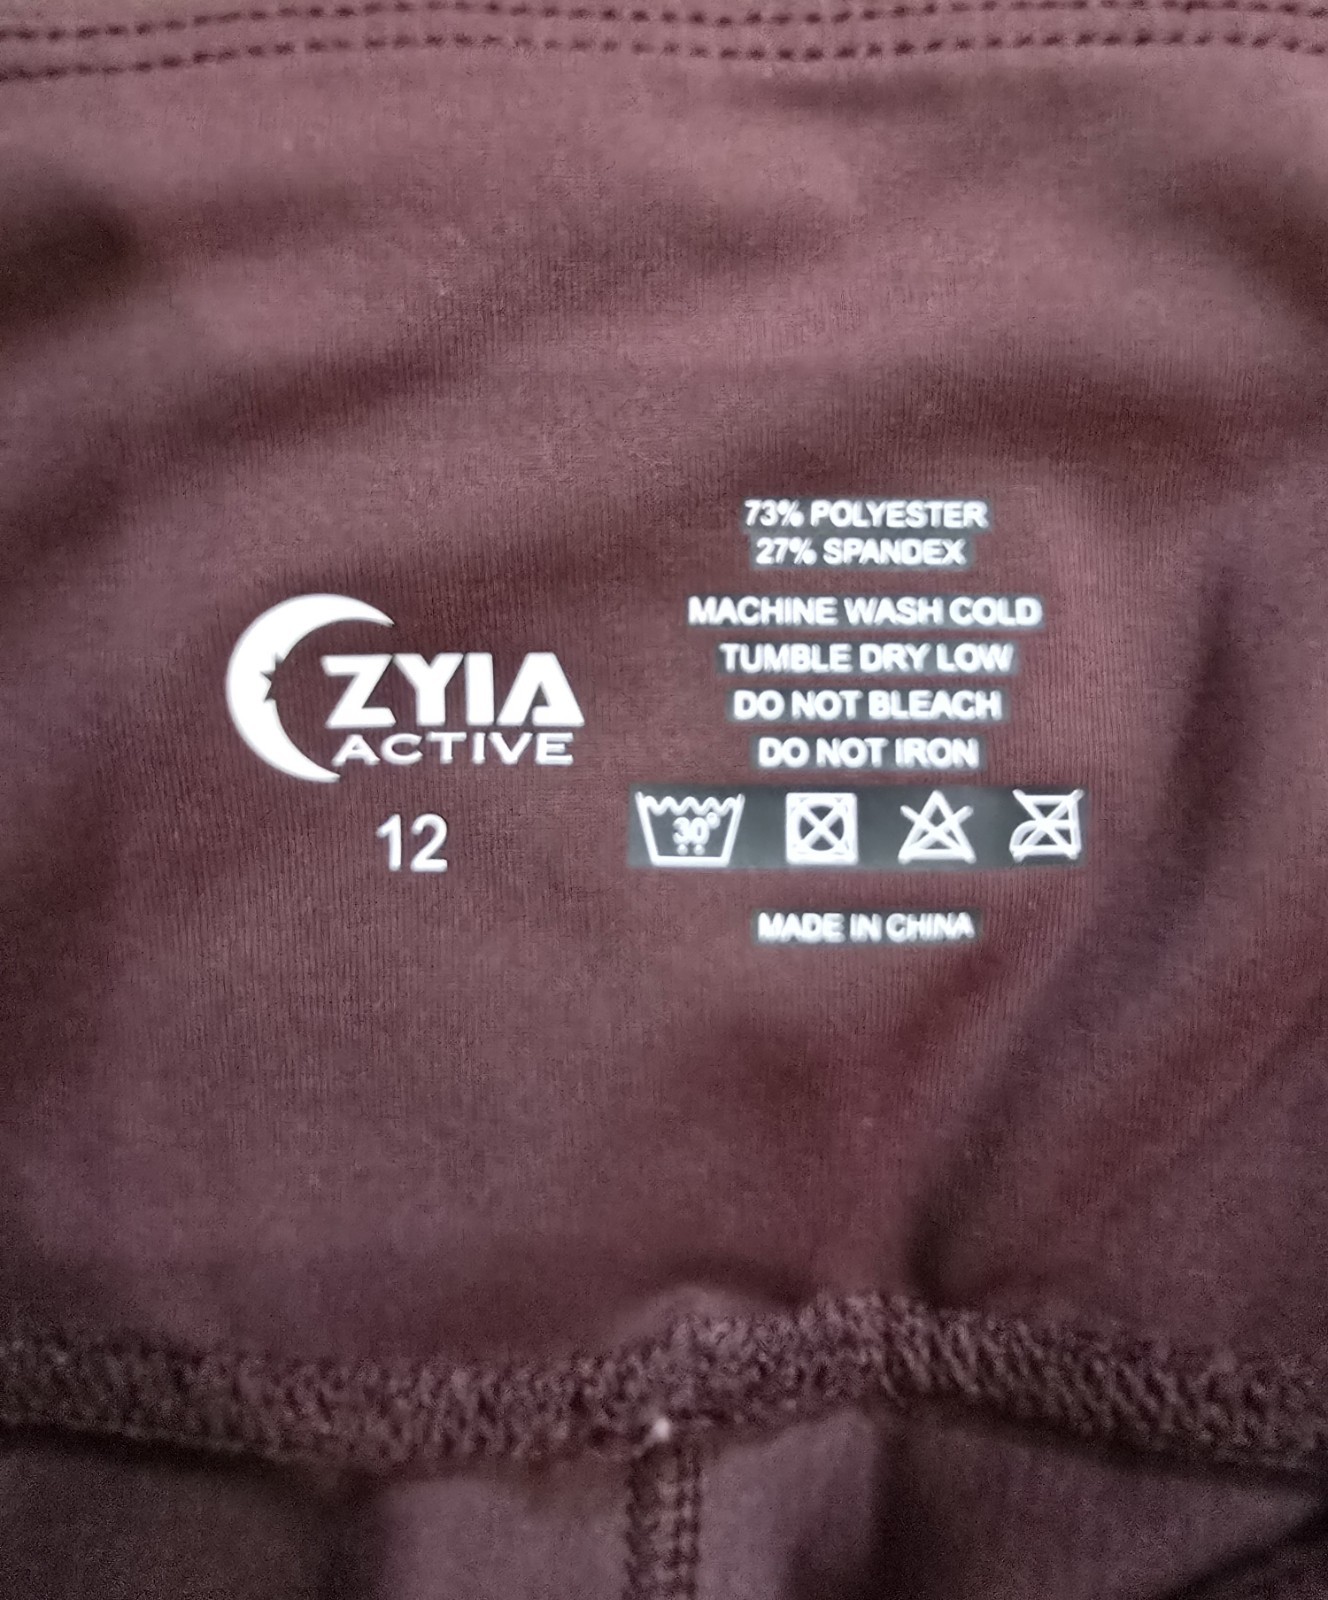 ZYIA
ACTIVE
12
73% POLYESTER
27% SPANDEX
MACHINE WASH COLD
TUMBLE DRY LOW
DO NOT BLEACH
DO NOT IRON
30°
MADE IN CHINA